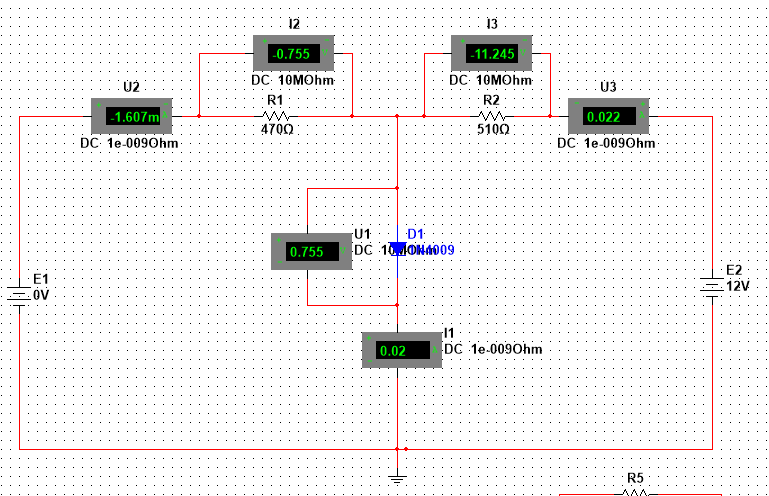 I2
-0.755
DC 10MOhm
I3
-11.245
DC 10MOhm
U2
-1.607m
DC 1e-009Ohm
R1
470Ω
R2
510Ω
U3
0.022
DC 1e-009Ohm
U1
0.755
DC 10MOhm
D1
1N4009
E1
0V
E2
12V
I1
0.02
DC 1e-009Ohm
R5